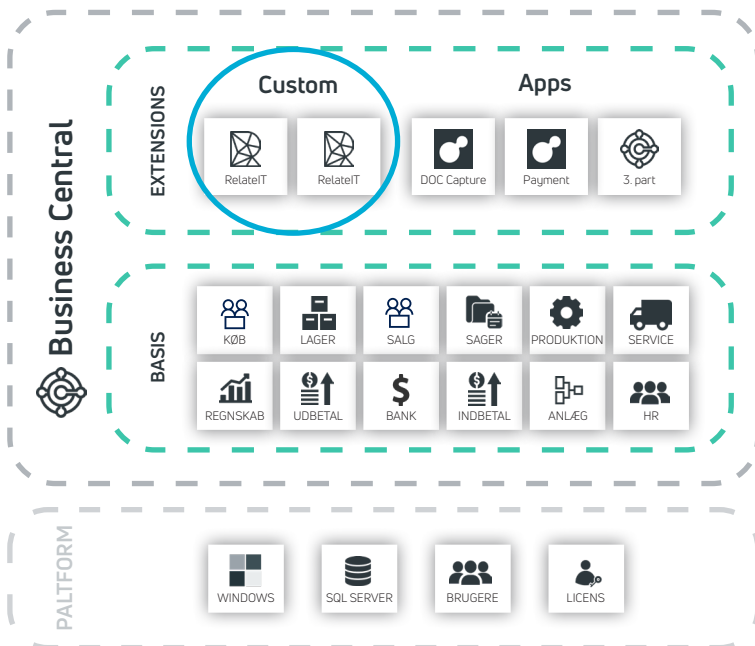 Business Central
EXTENSIONS
Custom
Apps
RelateIT
RelateIT
DOC Capture
Payment
3. part
BASIS
KØB
LAGER
SALG
SAGER
PRODUKTION
SERVICE
REGNSKAB
UDBETAL
BANK
INDBETAL
ANLÆG
HR
PALTFORM
WINDOWS
SQL SERVER
BRUGERE
LICENS